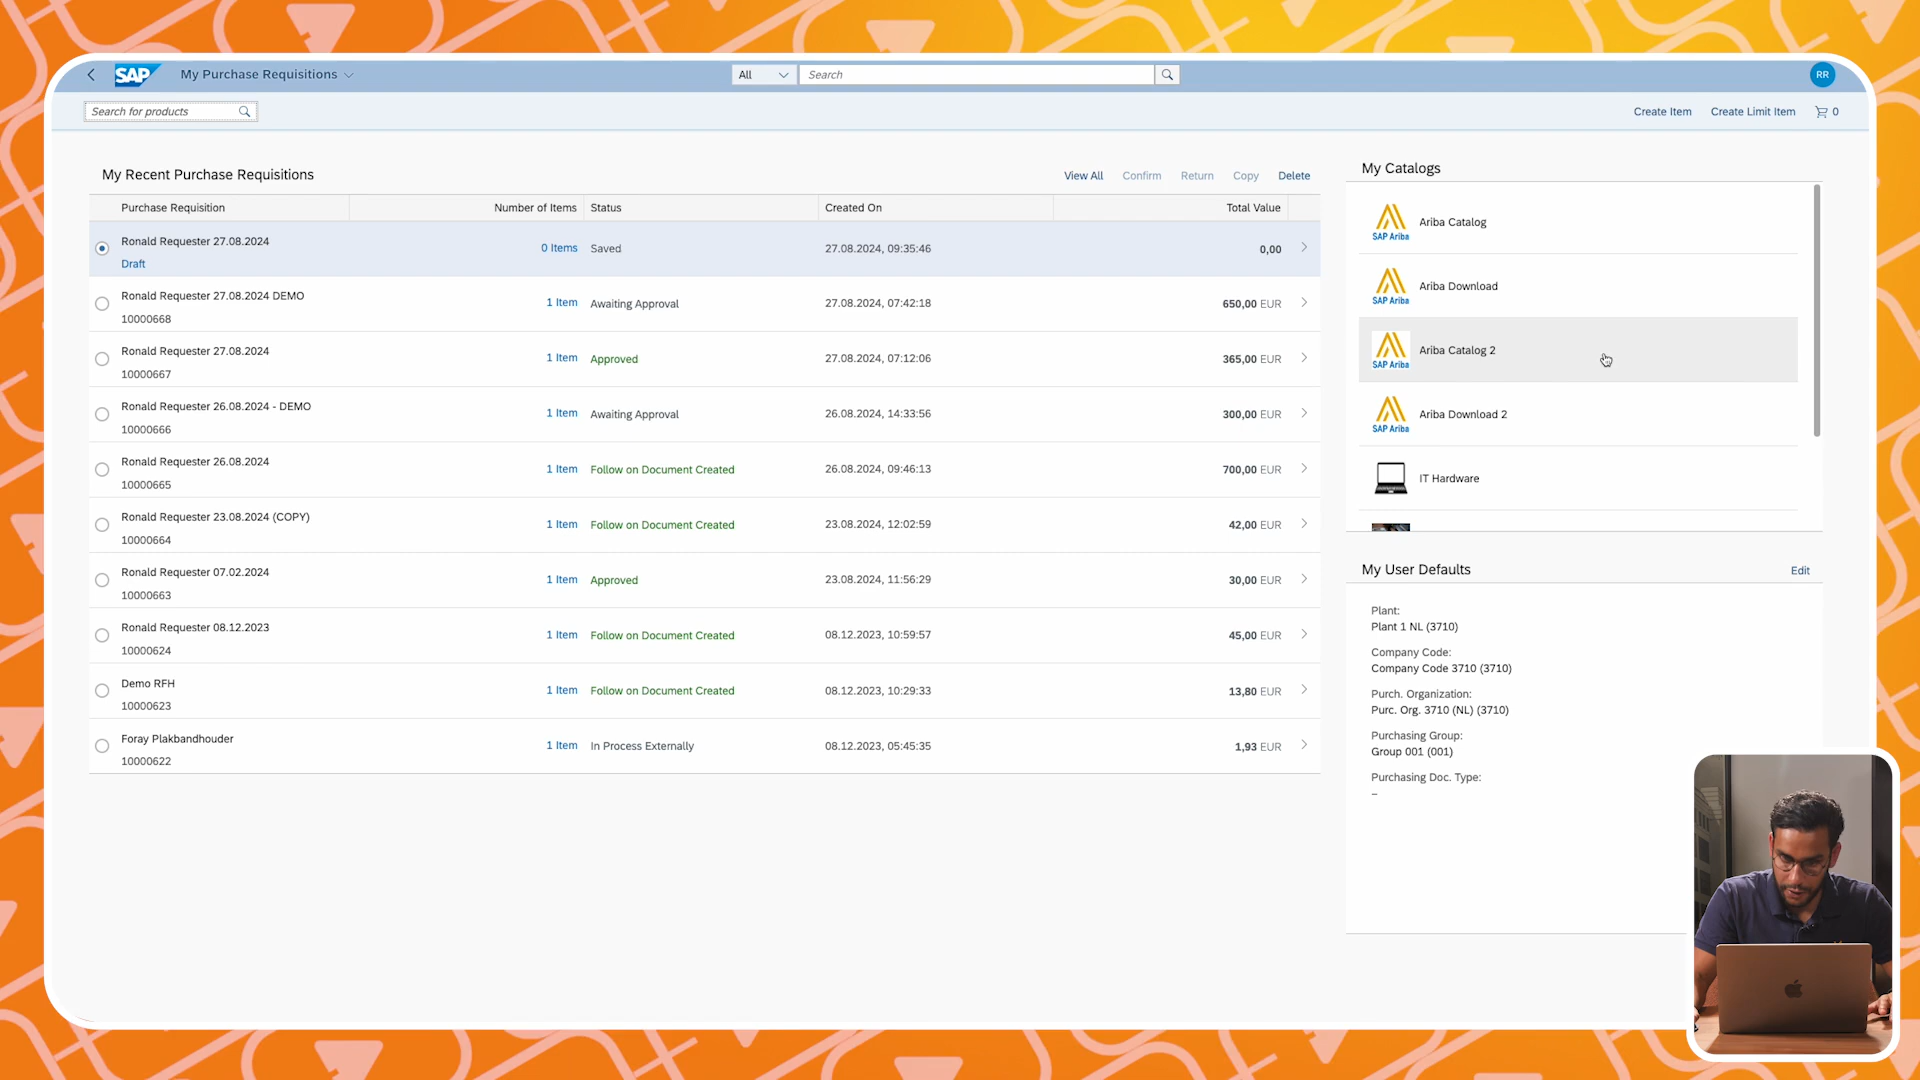 SAP
My Purchase Requisitions
All
Search
RR
Search for products
Create Item
Create Limit Item
0
My Recent Purchase Requisitions
View All
Confirm
Return
Copy
Delete
Purchase Requisition
Number of Items
Status
Created On
Total Value
Ronald Requester 27.08.2024
Draft
0 Items
Saved
27.08.2024, 09:35:46
0,00
Ronald Requester 27.08.2024 DEMO
10000668
1 Item
Awaiting Approval
27.08.2024, 07:42:18
650,00 EUR
Ronald Requester 27.08.2024
10000667
1 Item
Approved
27.08.2024, 07:12:06
365,00 EUR
Ronald Requester 26.08.2024 - DEMO
10000666
1 Item
Awaiting Approval
26.08.2024, 14:33:56
300,00 EUR
Ronald Requester 26.08.2024
10000665
1 Item
Follow on Document Created
26.08.2024, 09:46:13
700,00 EUR
Ronald Requester 23.08.2024 (COPY)
10000664
1 Item
Follow on Document Created
23.08.2024, 12:02:59
42,00 EUR
Ronald Requester 07.02.2024
10000663
1 Item
Approved
23.08.2024, 11:56:29
30,00 EUR
Ronald Requester 08.12.2023
10000624
1 Item
Follow on Document Created
08.12.2023, 10:59:57
45,00 EUR
Demo RFH
10000623
1 Item
Follow on Document Created
08.12.2023, 10:29:33
13,80 EUR
Foray Plakbandhouder
10000622
1 Item
In Process Externally
08.12.2023, 05:45:35
1,93 EUR
My Catalogs
SAP Ariba
Ariba Catalog
SAP Ariba
Ariba Download
SAP Ariba
Ariba Catalog 2
SAP Ariba
Ariba Download 2
IT Hardware
My User Defaults
Edit
Plant:
Plant 1 NL (3710)
Company Code:
Company Code 3710 (3710)
Purch. Organization:
Purc. Org. 3710 (NL) (3710)
Purchasing Group:
Group 001 (001)
Purchasing Doc. Type:
–